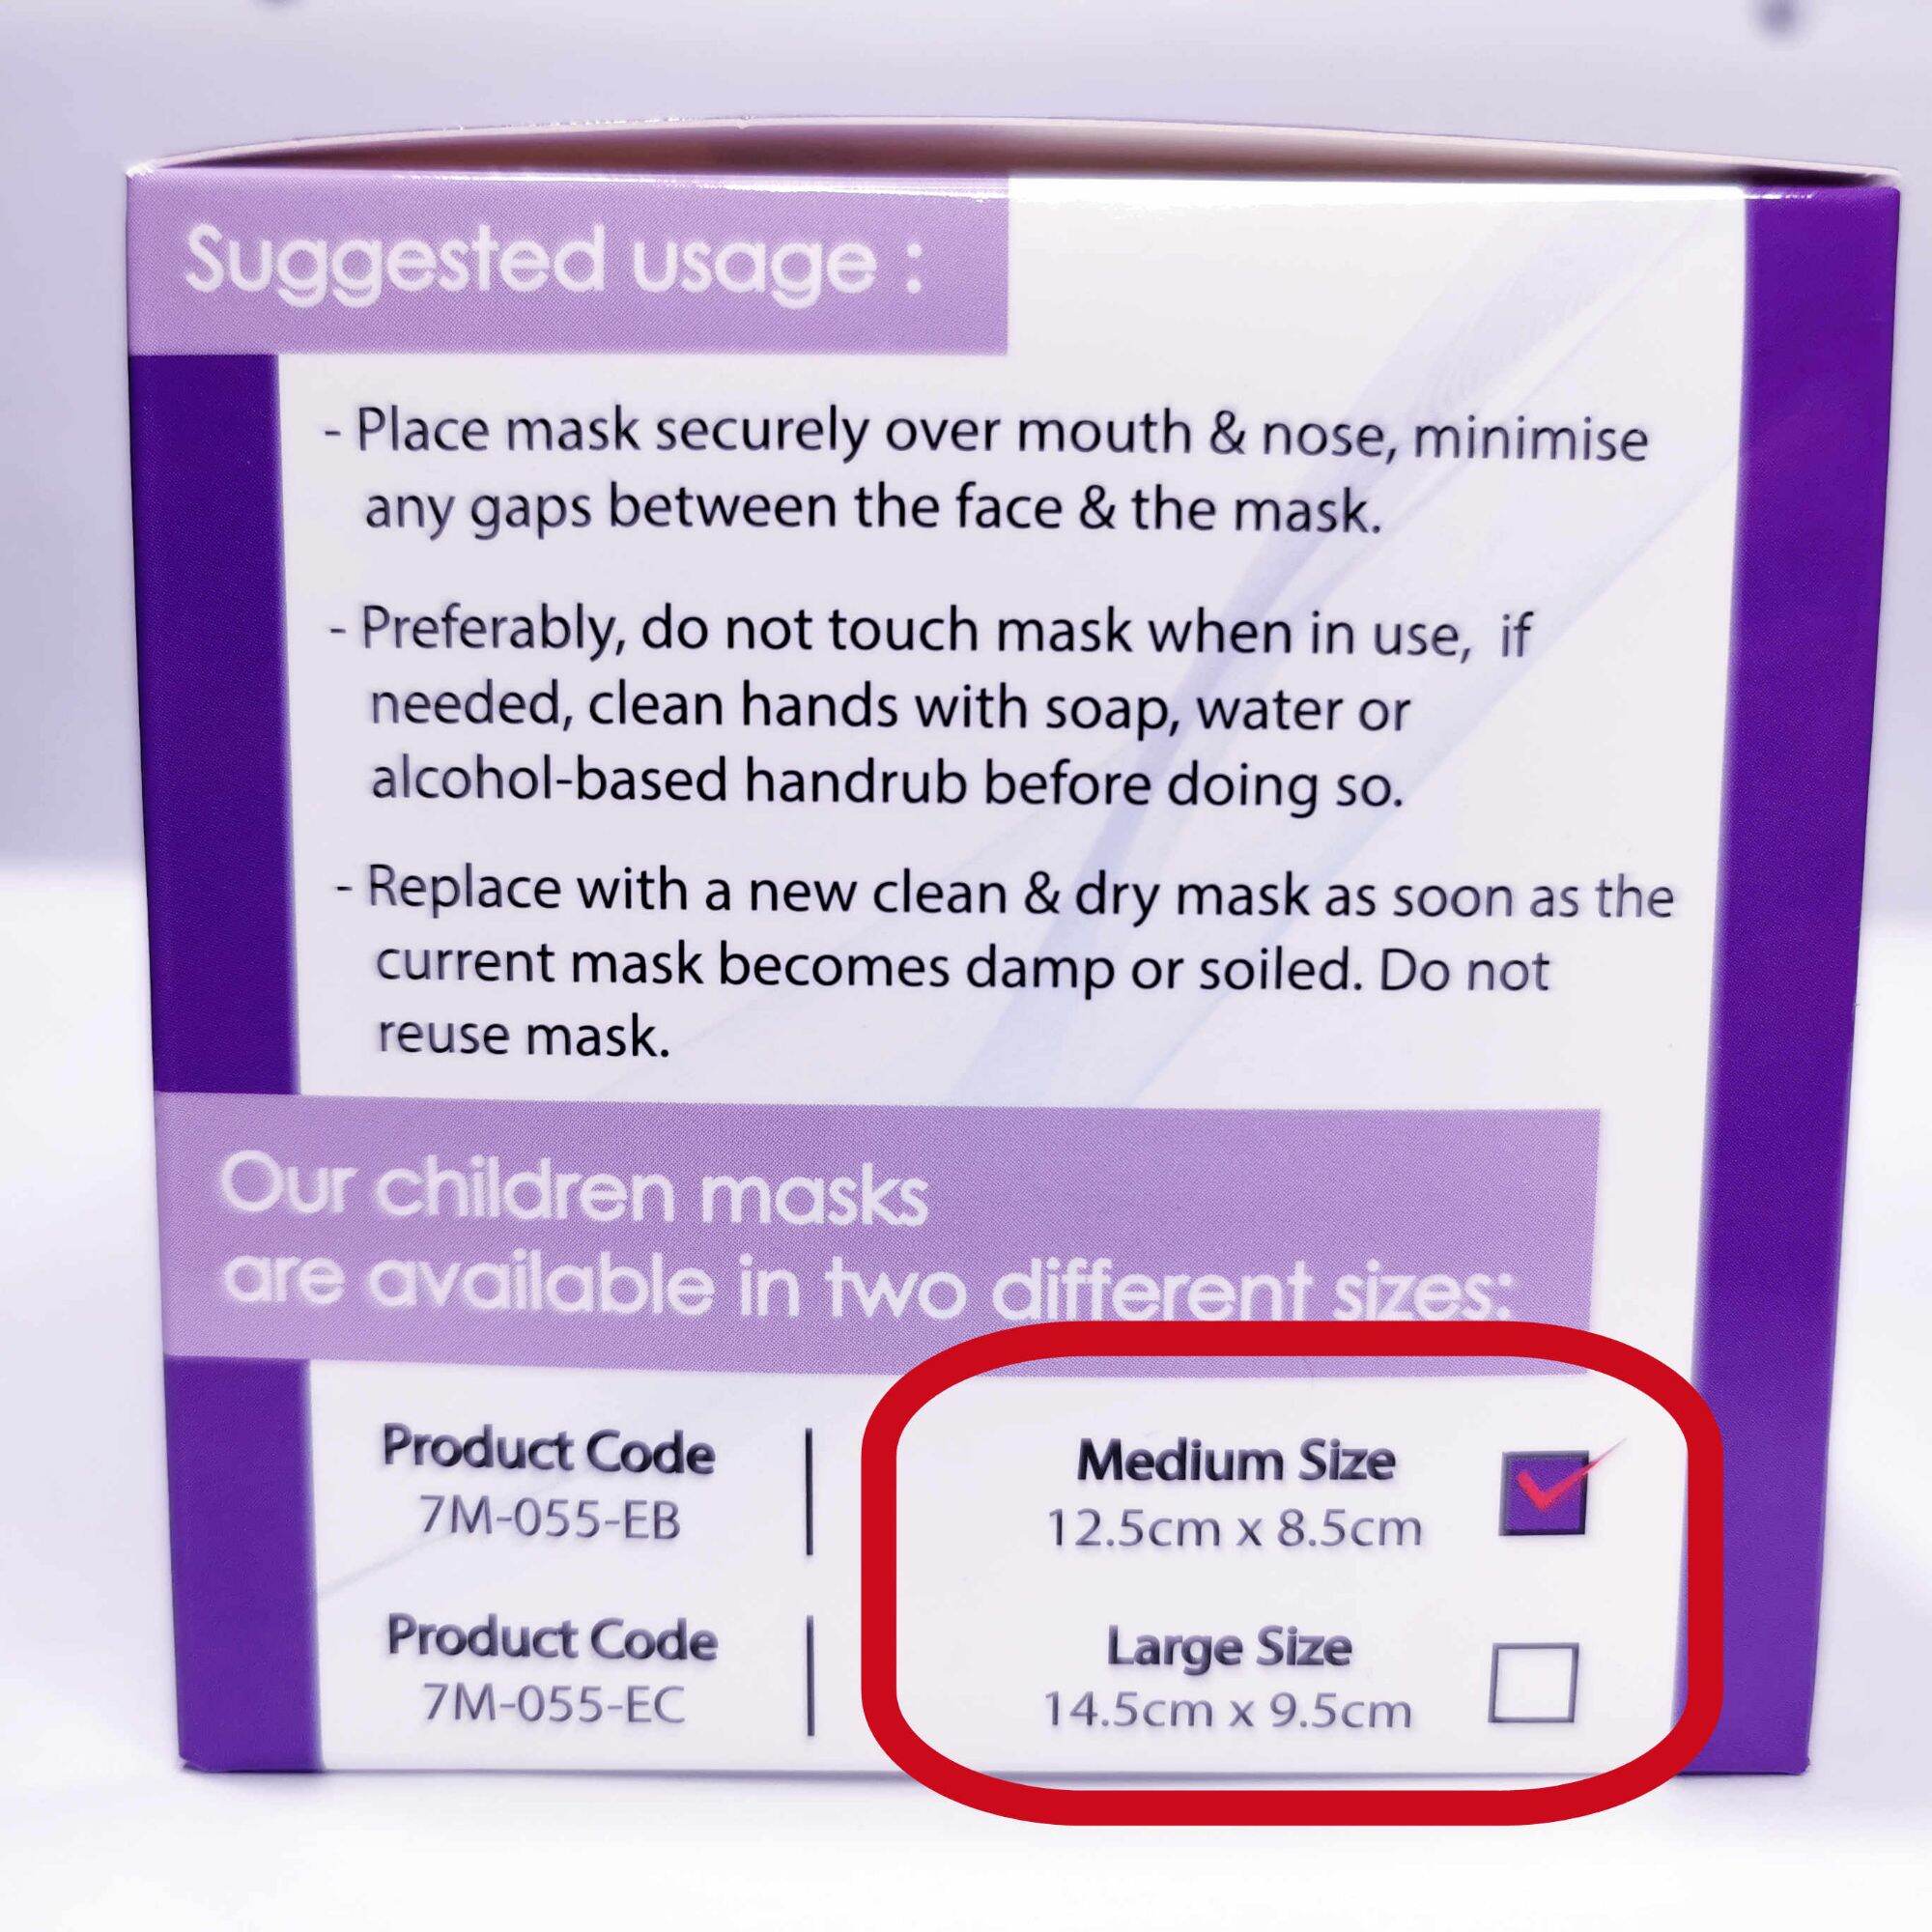 Suggested usage :
- Place mask securely over mouth & nose, minimise
any gaps between the face & the mask.
- Preferably, do not touch mask when in use, if
needed, clean hands with soap, water or
alcohol-based handrub before doing so.
- Replace with a new clean & dry mask as soon as the
current mask becomes damp or soiled. Do not
reuse mask.
Our children masks
are available in two different sizes:
Product Code | Medium Size
7M-055-EB 12.5cm x 8.5cm
Product Code | Large Size
7M-055-EC 14.5cm x 9.5cm